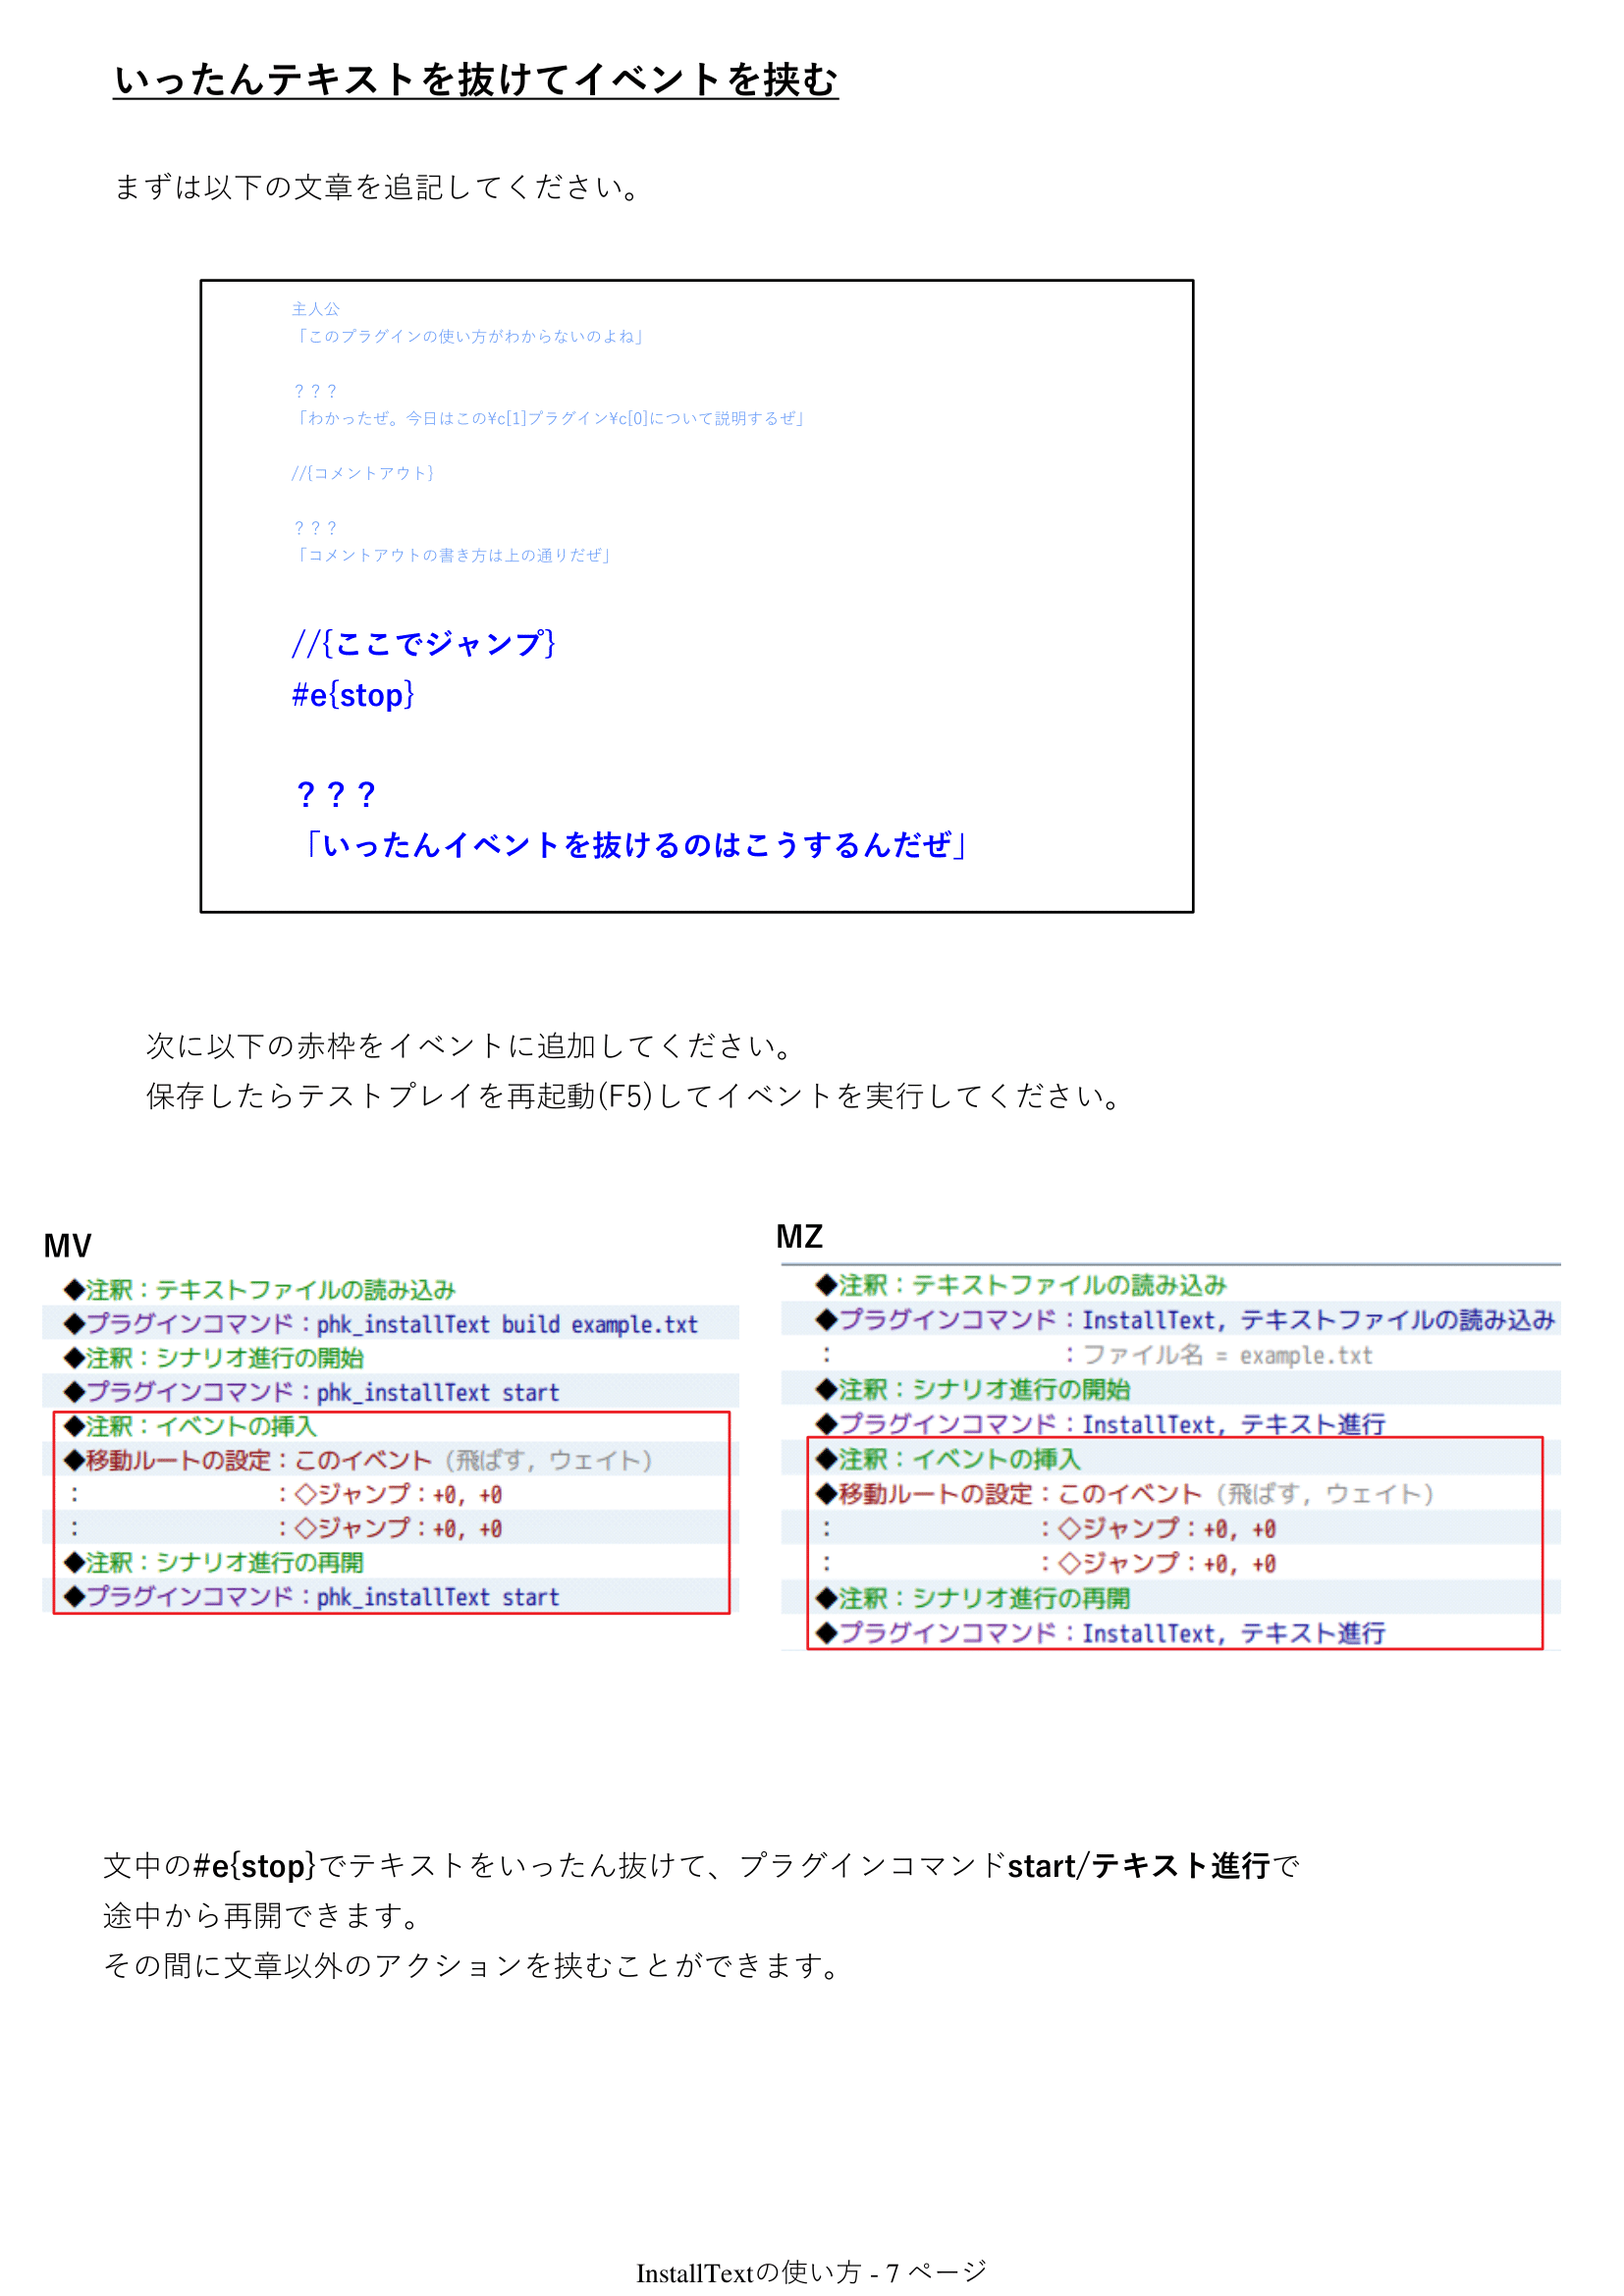 いったんテキストを抜けてイベントを挟む
まずは以下の文章を追記してください。
主人公
「このプラグインの使い方がわからないのよね」
？？？
「わかったぜ。今日はこの¥c[1]プラグイン¥c[0]について説明するぜ」
//{コメントアウト}
？？？
「コメントアウトの書き方は上の通りだぜ」
//{ここでジャンプ}
#e{stop}
？？？
「いったんイベントを抜けるのはこうするんだぜ」
次に以下の赤枠をイベントに追加してください。
保存したらテストプレイを再起動(F5)してイベントを実行してください。
MV
◆注釈：テキストファイルの読み込み
◆プラグインコマンド：phk_installText build example.txt
◆注釈：シナリオ進行の開始
◆プラグインコマンド：phk_installText start
◆注釈：イベントの挿入
◆移動ルートの設定：このイベント (飛ばす, ウェイト)
：　　　　　　　　：◇ジャンプ：+0, +0
：　　　　　　　　：◇ジャンプ：+0, +0
◆注釈：シナリオ進行の再開
◆プラグインコマンド：phk_installText start
MZ
◆注釈：テキストファイルの読み込み
◆プラグインコマンド：InstallText, テキストファイルの読み込み
：　　　　　　　　　：ファイル名 = example.txt
◆注釈：シナリオ進行の開始
◆プラグインコマンド：InstallText, テキスト進行
◆注釈：イベントの挿入
◆移動ルートの設定：このイベント (飛ばす, ウェイト)
：　　　　　　　　：◇ジャンプ：+0, +0
：　　　　　　　　：◇ジャンプ：+0, +0
◆注釈：シナリオ進行の再開
◆プラグインコマンド：InstallText, テキスト進行
文中の#e{stop}でテキストをいったん抜けて、プラグインコマンドstart/テキスト進行で
途中から再開できます。
その間に文章以外のアクションを挟むことができます。
InstallTextの使い方 - 7 ページ